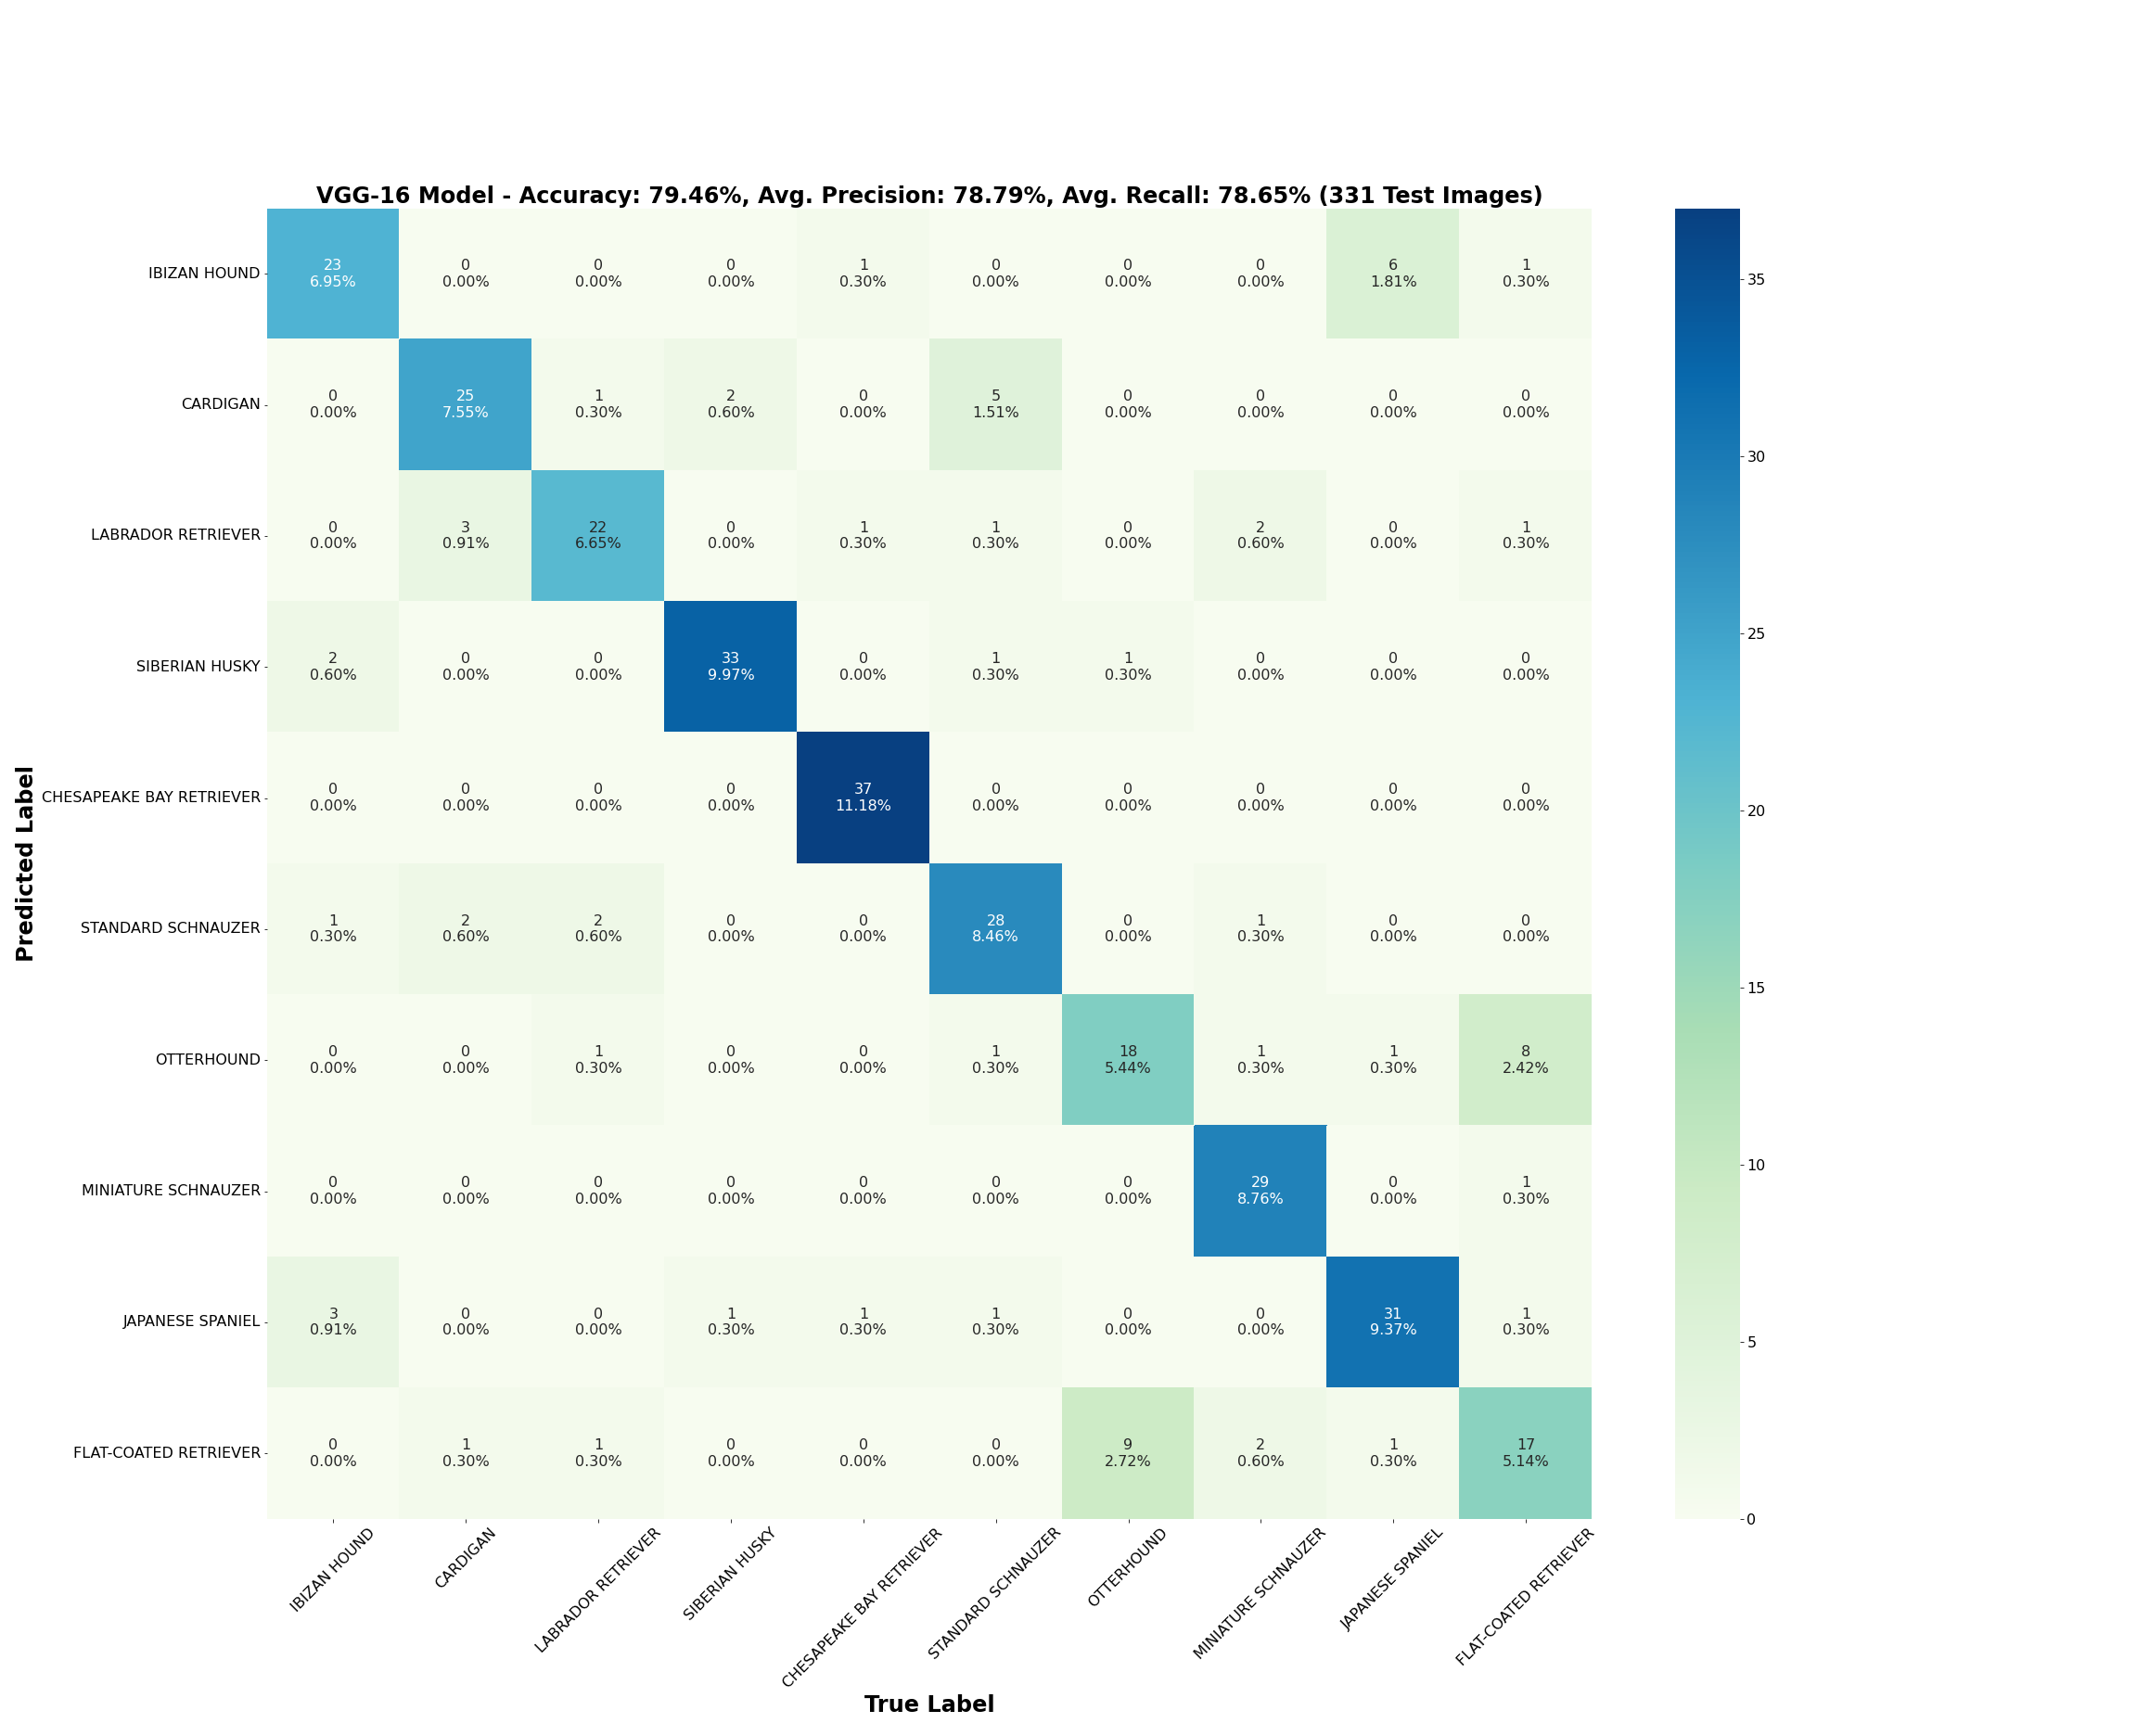 VGG-16 Model - Accuracy: 79.46%, Avg. Precision: 78.79%, Avg. Recall: 78.65% (331 Test Images)
Predicted Label
IBIZAN HOUND
23 0 0 0 1 0 0 0 6 1
6.95% 0.00% 0.00% 0.00% 0.30% 0.00% 0.00% 0.00% 1.81% 0.30%
CARDIGAN
0 25 1 2 0 5 0 0 0 0
0.00% 7.55% 0.30% 0.60% 0.00% 1.51% 0.00% 0.00% 0.00% 0.00%
LABRADOR RETRIEVER
0 3 22 0 1 1 0 2 0 1
0.00% 0.91% 6.65% 0.00% 0.30% 0.30% 0.00% 0.60% 0.00% 0.30%
SIBERIAN HUSKY
2 0 0 33 0 1 1 0 0 0
0.60% 0.00% 0.00% 9.97% 0.00% 0.30% 0.30% 0.00% 0.00% 0.00%
CHESAPEAKE BAY RETRIEVER
0 0 0 0 37 0 0 0 0 0
0.00% 0.00% 0.00% 0.00% 11.18% 0.00% 0.00% 0.00% 0.00% 0.00%
STANDARD SCHNAUZER
1 2 2 0 0 28 0 1 0 0
0.30% 0.60% 0.60% 0.00% 0.00% 8.46% 0.00% 0.30% 0.00% 0.00%
OTTERHOUND
0 0 1 0 0 1 18 1 1 8
0.00% 0.00% 0.30% 0.00% 0.00% 0.30% 5.44% 0.30% 0.30% 2.42%
MINIATURE SCHNAUZER
0 0 0 0 0 0 0 29 0 1
0.00% 0.00% 0.00% 0.00% 0.00% 0.00% 0.00% 8.76% 0.00% 0.30%
JAPANESE SPANIEL
3 0 0 1 1 1 0 0 31 1
0.91% 0.00% 0.00% 0.30% 0.30% 0.30% 0.00% 0.00% 9.37% 0.30%
FLAT-COATED RETRIEVER
0 1 1 0 0 0 9 2 1 17
0.00% 0.30% 0.30% 0.00% 0.00% 0.00% 2.72% 0.60% 0.30% 5.14%
IBIZAN HOUND
CARDIGAN
LABRADOR RETRIEVER
SIBERIAN HUSKY
CHESAPEAKE BAY RETRIEVER
STANDARD SCHNAUZER
OTTERHOUND
MINIATURE SCHNAUZER
JAPANESE SPANIEL
FLAT-COATED RETRIEVER
True Label
35
30
25
20
15
10
5
0